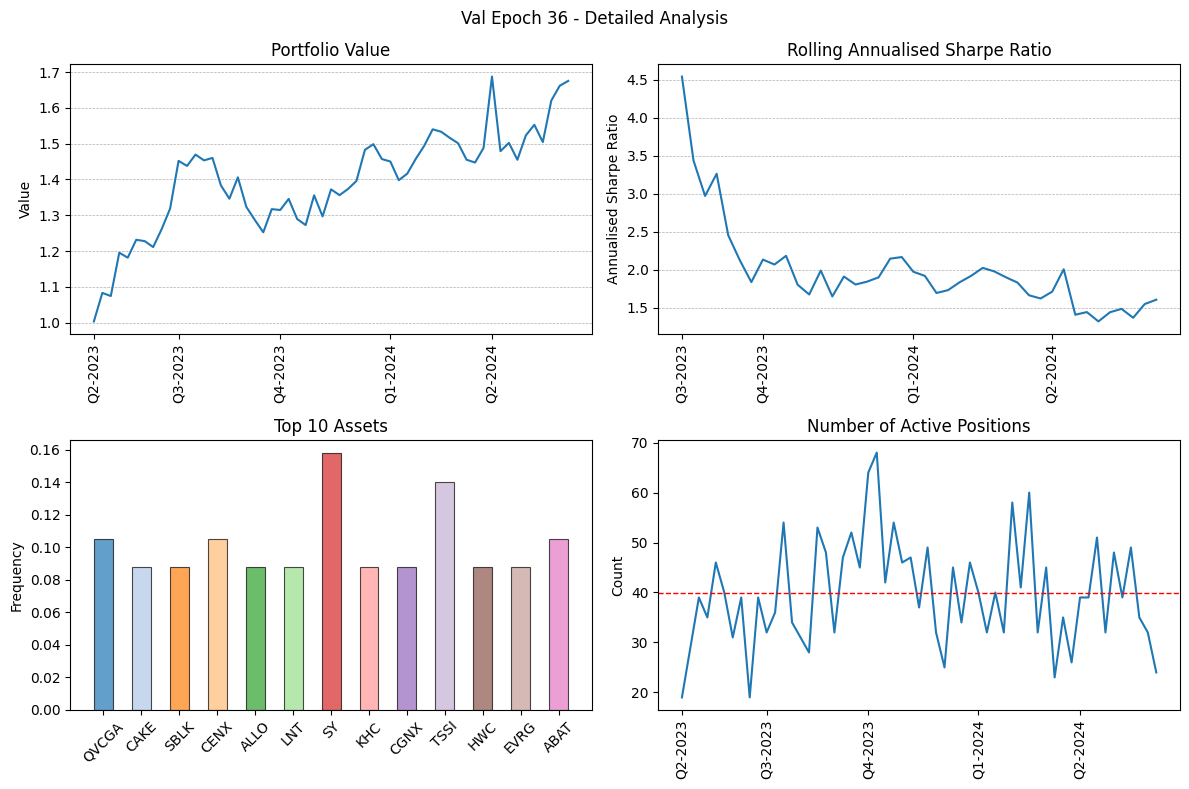 Val Epoch 36 - Detailed Analysis
Portfolio Value
Value
1.7
1.6
1.5
1.4
1.3
1.2
1.1
1.0
Q2-2023
Q3-2023
Q4-2023
Q1-2024
Q2-2024
Rolling Annualised Sharpe Ratio
Annualised Sharpe Ratio
4.5
4.0
3.5
3.0
2.5
2.0
1.5
Q3-2023
Q4-2023
Q1-2024
Q2-2024
Top 10 Assets
Frequency
0.16
0.14
0.12
0.10
0.08
0.06
0.04
0.02
0.00
QVCGA
CAKE
SBLK
CENX
ALLO
LNT
SY
KHC
CGNX
TSSI
HWC
EVRG
ABAT
Number of Active Positions
Count
70
60
50
40
30
20
Q2-2023
Q3-2023
Q4-2023
Q1-2024
Q2-2024